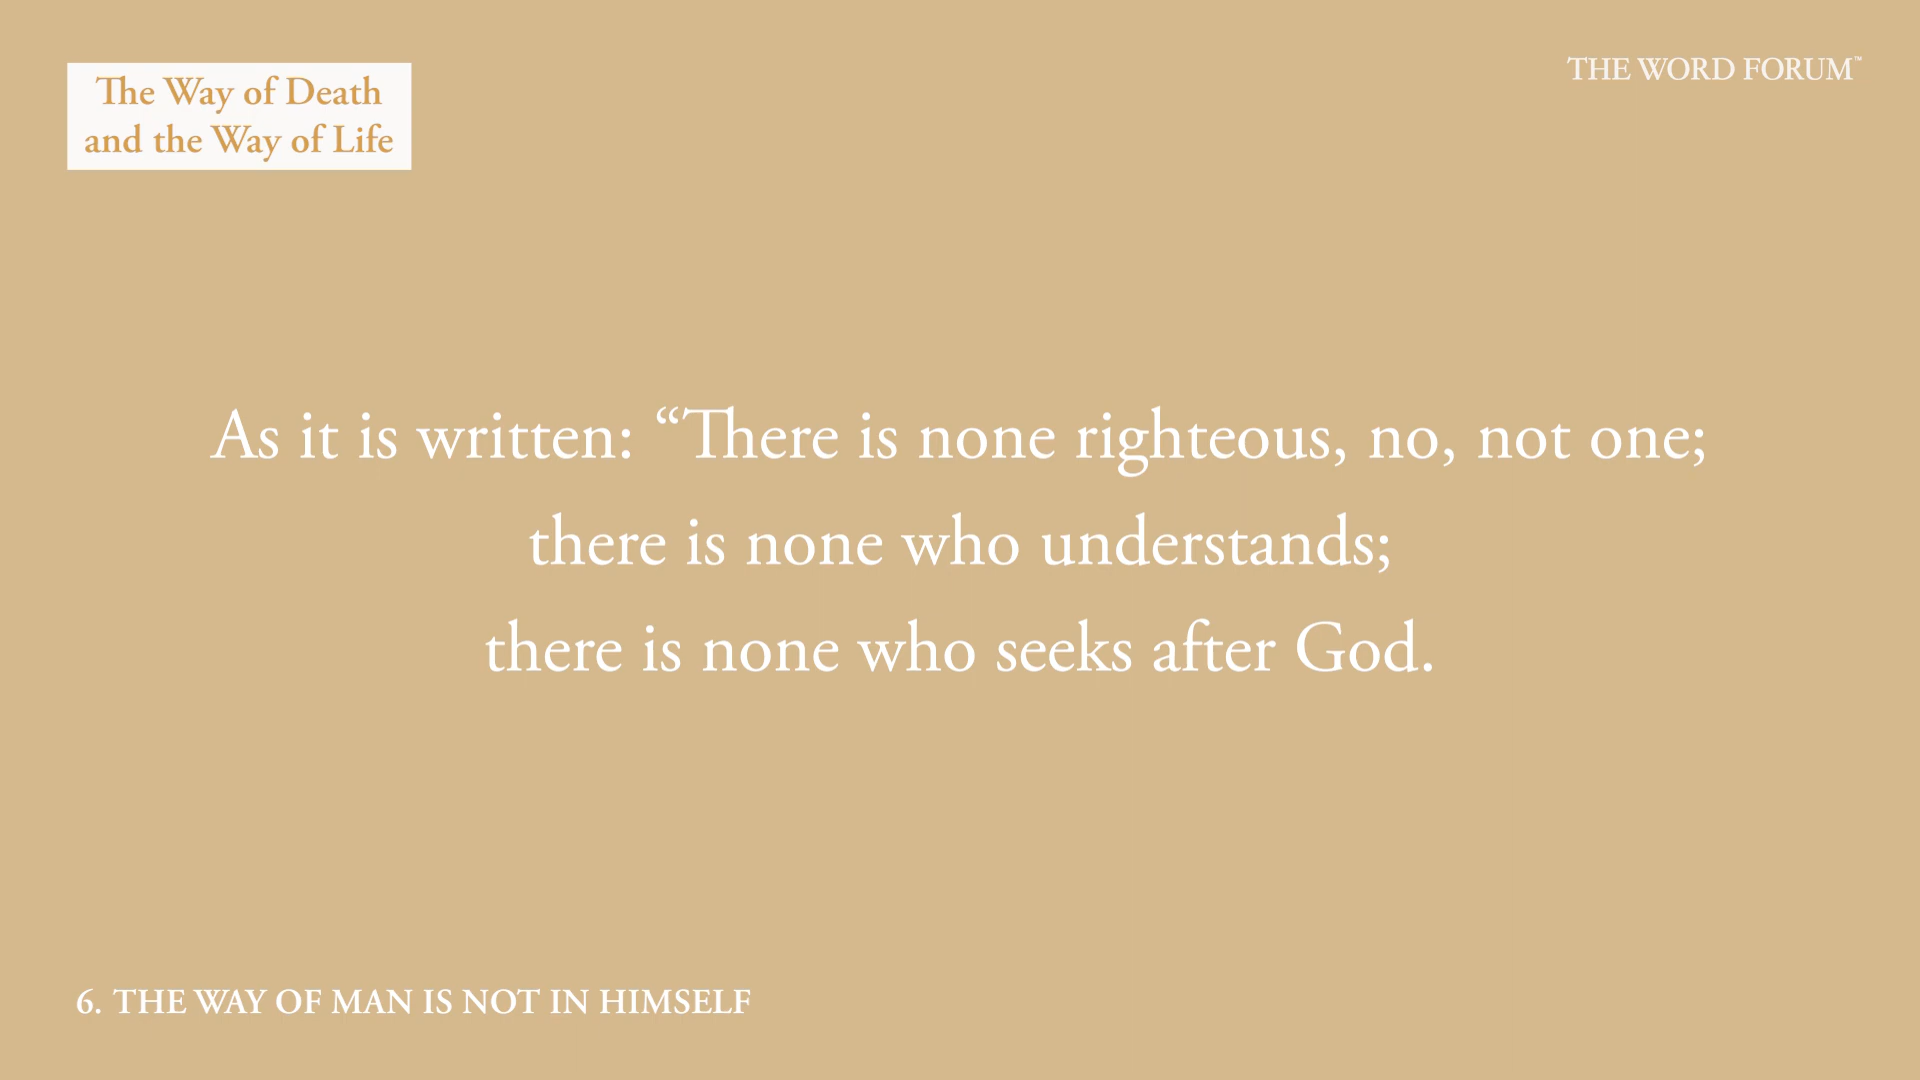 The Way of Death
and the Way of Life
THE WORD FORUM™
As it is written: “There is none righteous, no, not one;
there is none who understands;
there is none who seeks after God.
6. THE WAY OF MAN IS NOT IN HIMSELF